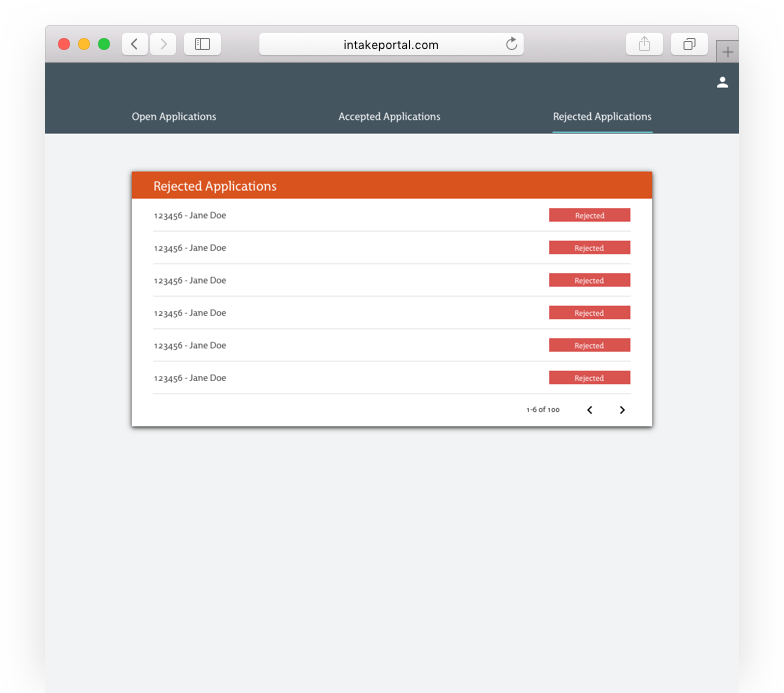 intakeportal.com
Open Applications Accepted Applications Rejected Applications
Rejected Applications
123456 - Jane Doe Rejected
123456 - Jane Doe Rejected
123456 - Jane Doe Rejected
123456 - Jane Doe Rejected
123456 - Jane Doe Rejected
123456 - Jane Doe Rejected
1-6 of 100